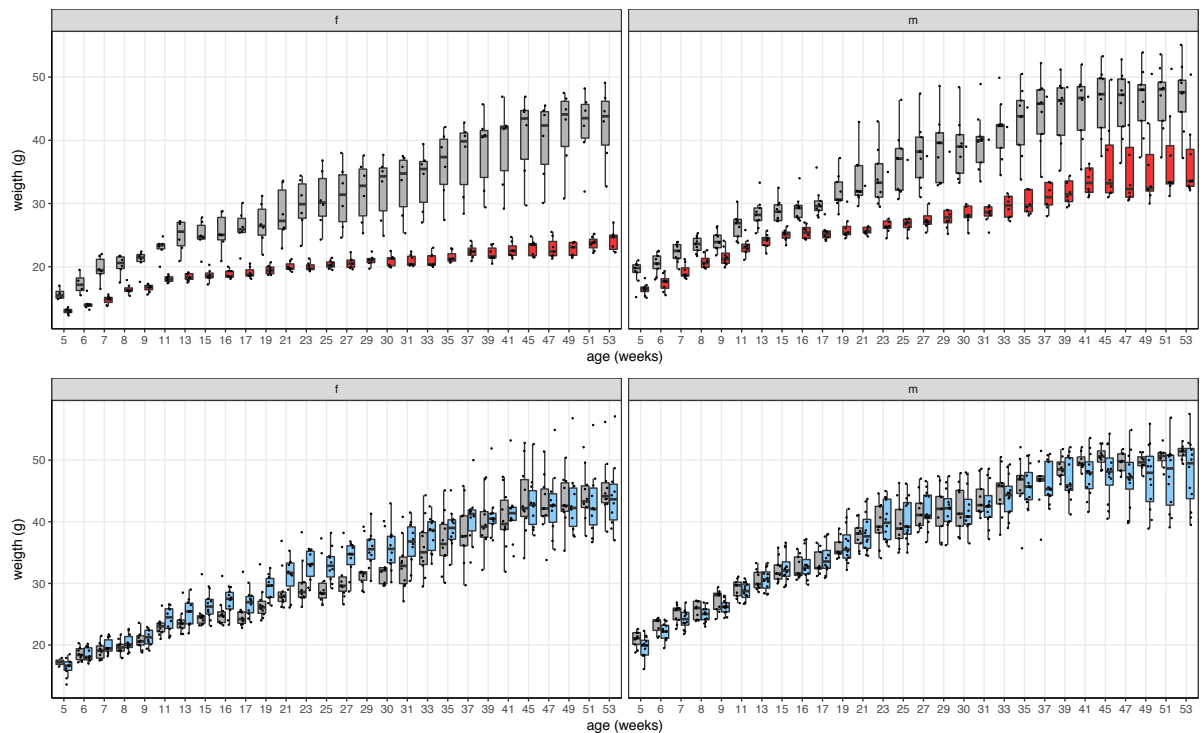 f
m
50
40
30
20
weigth (g)
5 6 7 8 9 11 13 15 16 17 19 21 23 25 27 29 30 31 33 35 37 39 41 45 47 49 51 53
5 6 7 8 9 11 13 15 16 17 19 21 23 25 27 29 30 31 33 35 37 39 41 45 47 49 51 53
age (weeks)
age (weeks)
f
m
50
40
30
20
weigth (g)
5 6 7 8 9 11 13 15 16 17 19 21 23 25 27 29 30 31 33 35 37 39 41 45 47 49 51 53
5 6 7 8 9 11 13 15 16 17 19 21 23 25 27 29 30 31 33 35 37 39 41 45 47 49 51 53
age (weeks)
age (weeks)